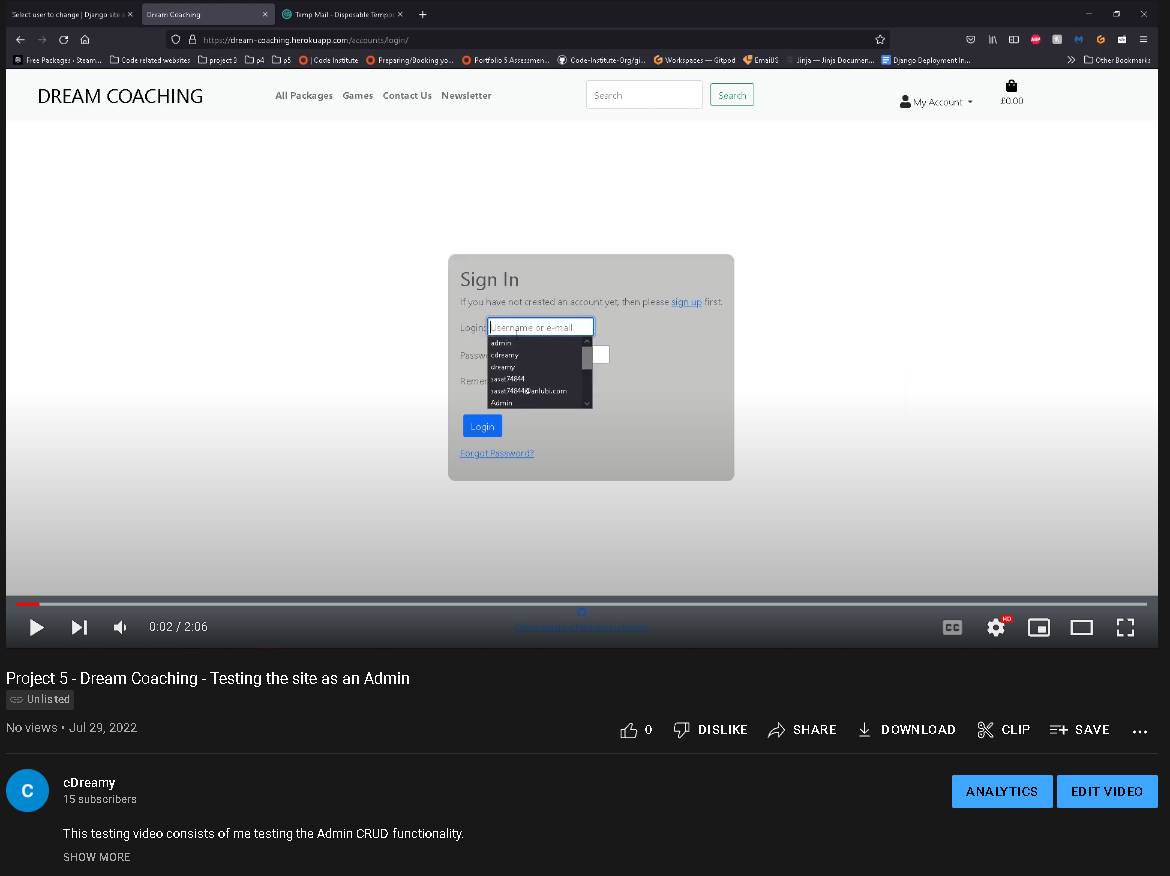 Select user to change | Django site a
Dream Coaching
Temp Mail - Disposable Tempo
https://dream-coaching.herokuapp.com/accounts/login/
Free Packages - Steam...
Code related websites
project 3
p4
p5
| Code Institute
Preparing/Booking yo...
Portfolio 5 Assessmen...
Code-Institute-Org/gi...
Workspaces — Gitpod
EmailJS
Jinja — Jinja Documen...
Django Deployment In...
Other Bookmarks
DREAM COACHING
All Packages
Games
Contact Us
Newsletter
Search
Search
My Account
£0.00
Sign In
If you have not created an account yet, then please sign up first.
Login:
Username or e-mail
admin
cdreamy
dreamy
sasat74844
sasat74844@anlubi.com
Admin
Passw
Remem
Login
Forgot Password?
0:02 / 2:06
CC
HD
Project 5 - Dream Coaching - Testing the site as an Admin
Unlisted
No views • Jul 29, 2022
0
DISLIKE
SHARE
DOWNLOAD
CLIP
SAVE
C
cDreamy
15 subscribers
ANALYTICS
EDIT VIDEO
This testing video consists of me testing the Admin CRUD functionality.
SHOW MORE